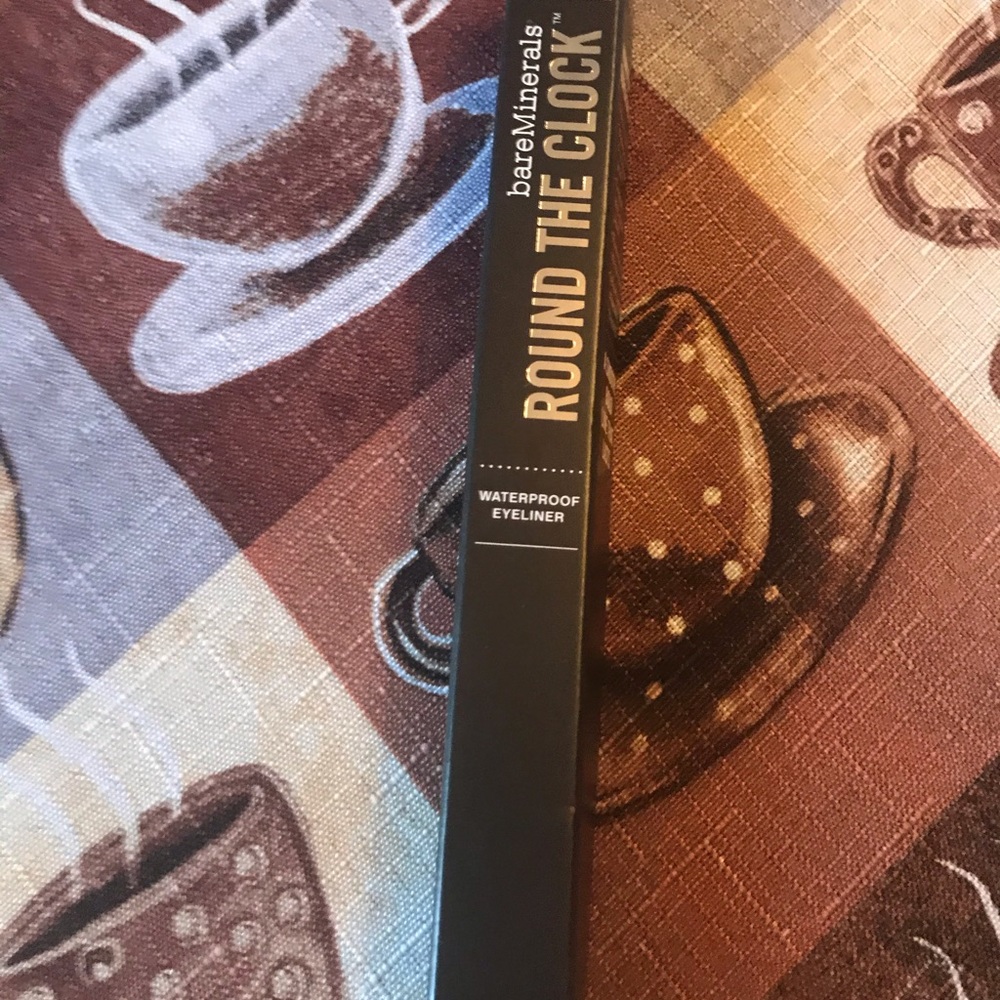 bareMinerals
ROUND THE CLOCK™
WATERPROOF
EYELINER